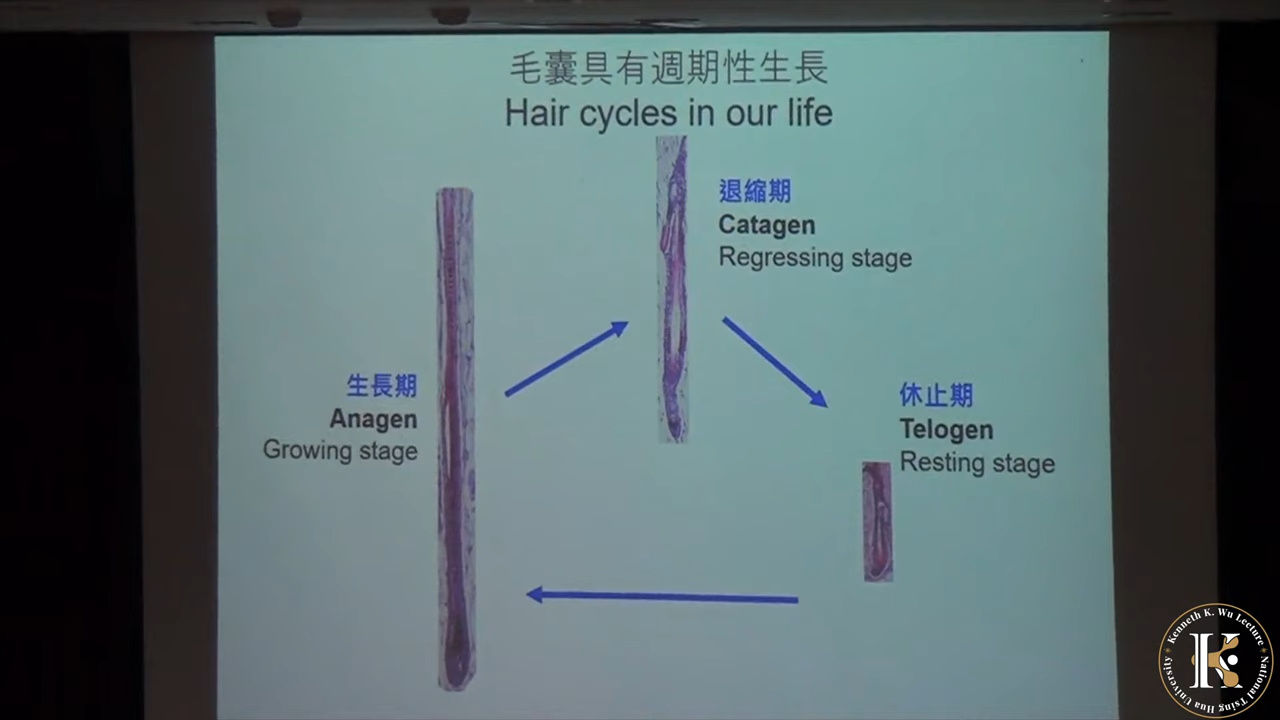 毛囊具有週期性生長
Hair cycles in our life
退縮期
Catagen
Regressing stage
生長期
Anagen
Growing stage
休止期
Telogen
Resting stage
Kenneth K. Wu Lecture
National Tsing Hua University
K